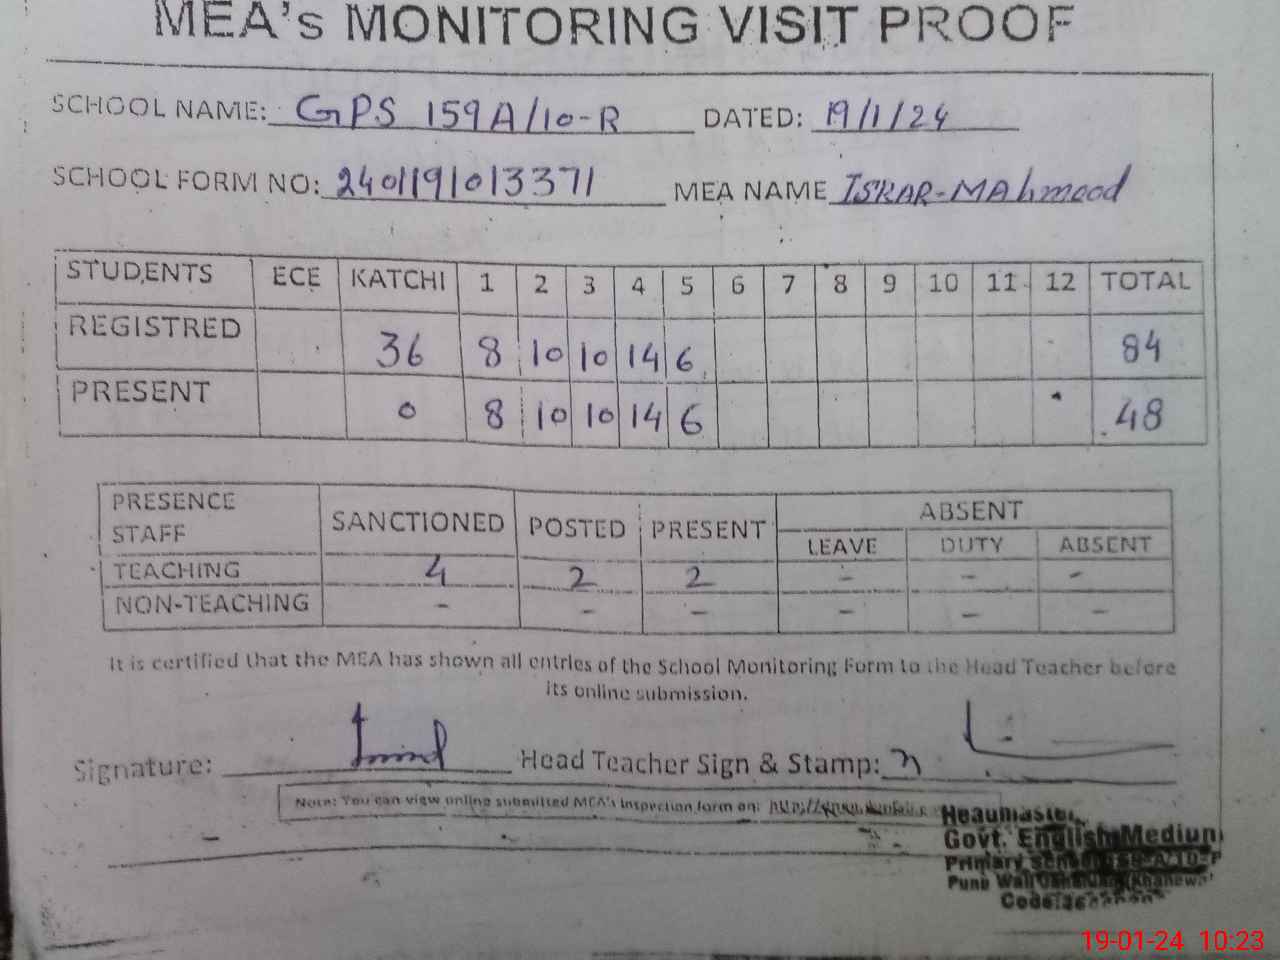 MEA's MONITORING VISIT PROOF
SCHOOL NAME: GPS 159A/10-R DATED: 19/1/24
SCHOOL FORM NO: 2401191013371 MEA NAME ISRAR-MAhmood
STUDENTS ECE KATCHI 1 2 3 4 5 6 7 8 9 10 11 12 TOTAL
REGISTRED 36 8 10 10 14 6 84
PRESENT 0 8 10 10 14 6 48
PRESENCE STAFF SANCTIONED POSTED PRESENT ABSENT
LEAVE DUTY ABSENT
TEACHING 4 2 2 - - -
NON-TEACHING - - - - - -
It is certified that the MEA has shown all entries of the School Monitoring Form to the Head Teacher before
its online submission.
Signature: Head Teacher Sign & Stamp:
Note: You can view online submitted MEA's inspection form on:
Headmaster
Govt. English Medium
Primary School
19-01-24 10:23